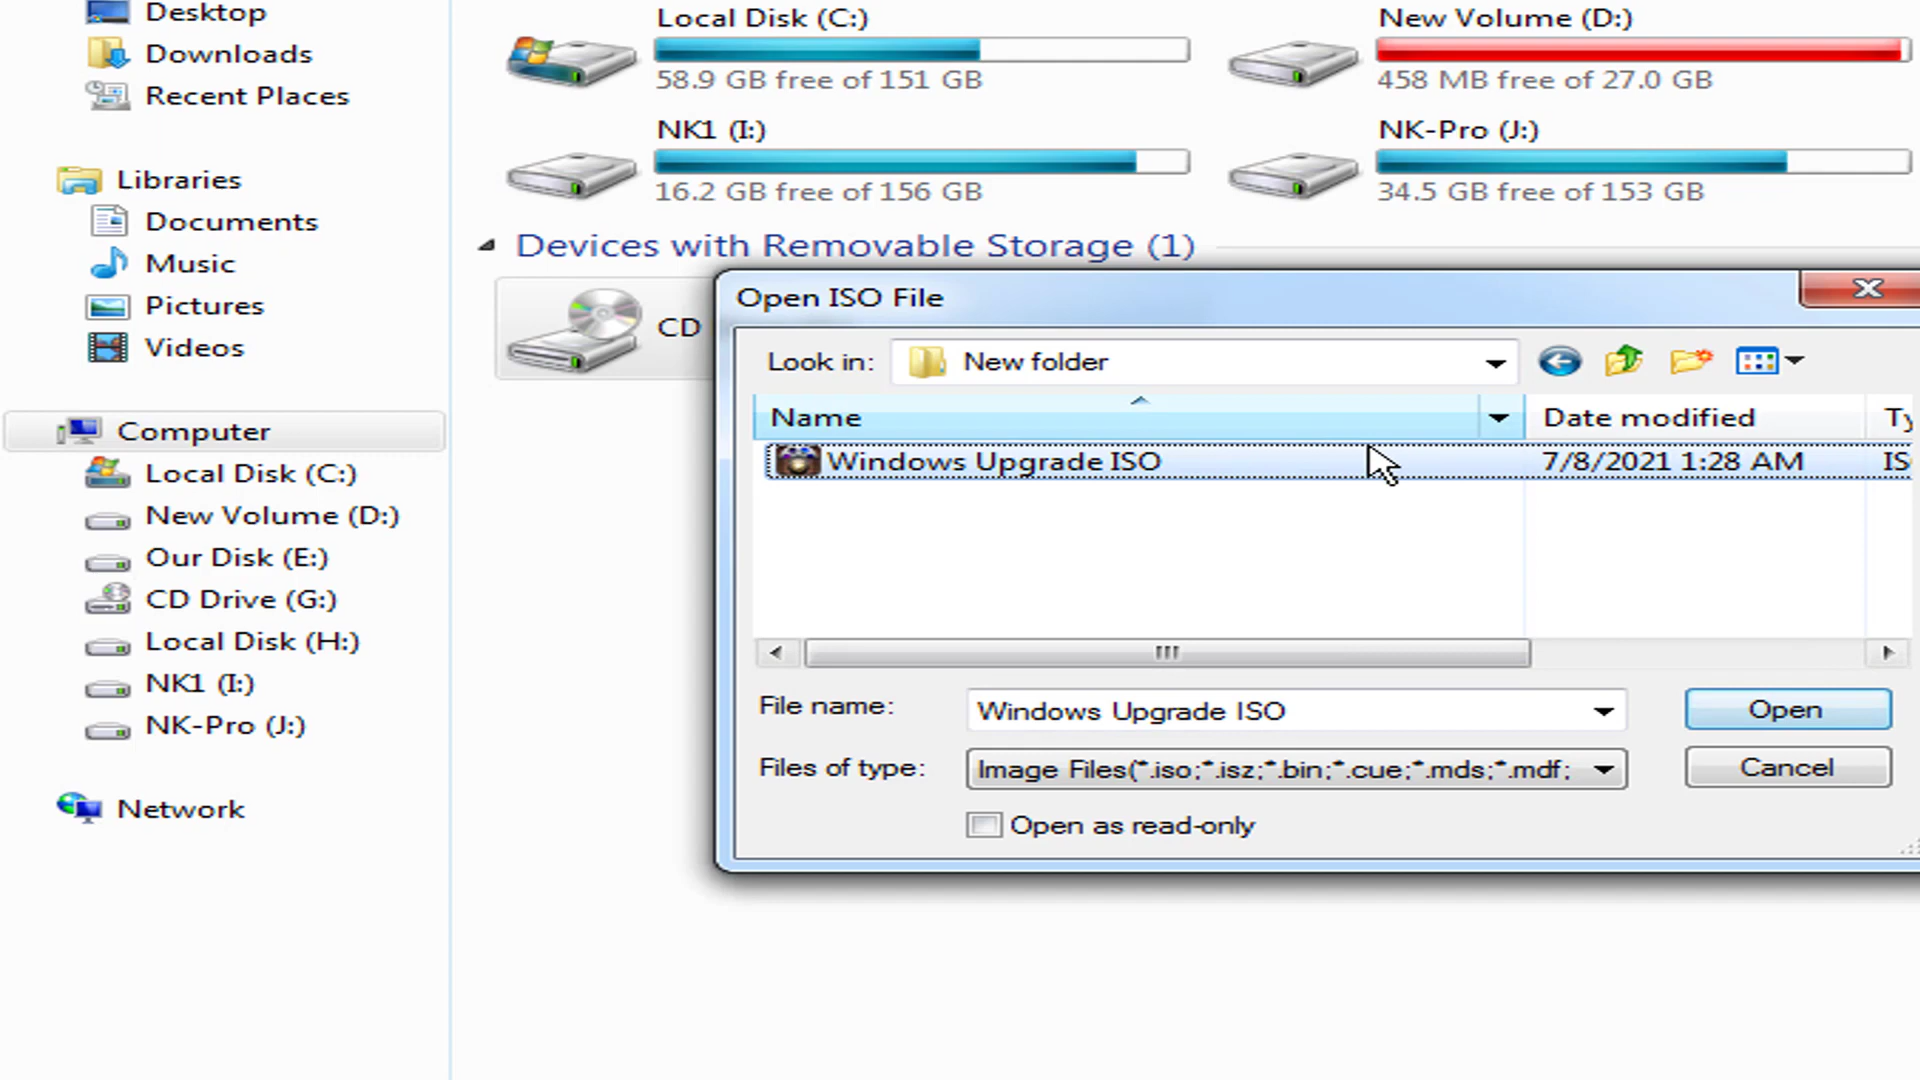 Desktop
Downloads
Recent Places
Libraries
Documents
Music
Pictures
Videos
Computer
Local Disk (C:)
New Volume (D:)
Our Disk (E:)
CD Drive (G:)
Local Disk (H:)
NK1 (I:)
NK-Pro (J:)
Network
Local Disk (C:)
58.9 GB free of 151 GB
New Volume (D:)
458 MB free of 27.0 GB
NK1 (I:)
16.2 GB free of 156 GB
NK-Pro (J:)
34.5 GB free of 153 GB
Devices with Removable Storage (1)
CD
Open ISO File
Look in: New folder
Name Date modified Ty
Windows Upgrade ISO 7/8/2021 1:28 AM IS
File name: Windows Upgrade ISO Open
Files of type: Image Files(*.iso;*.isz;*.bin;*.cue;*.mds;*.mdf; Cancel
Open as read-only